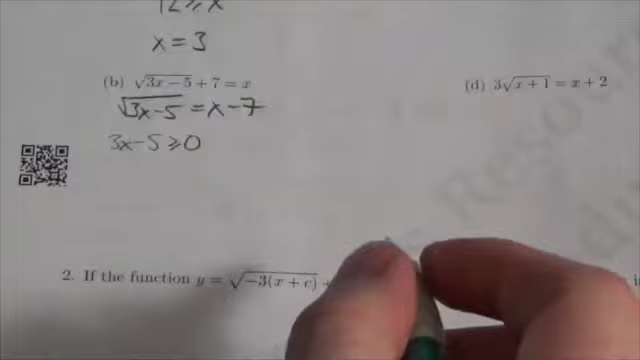 12 ≥ x
x = 3
(b) √(3x − 5) + 7 = x
(d) 3√(x + 1) = x + 2
√(3x−5) = x−7
3x−5 ≥ 0
2. If the function y = √(−3(x + c)) +